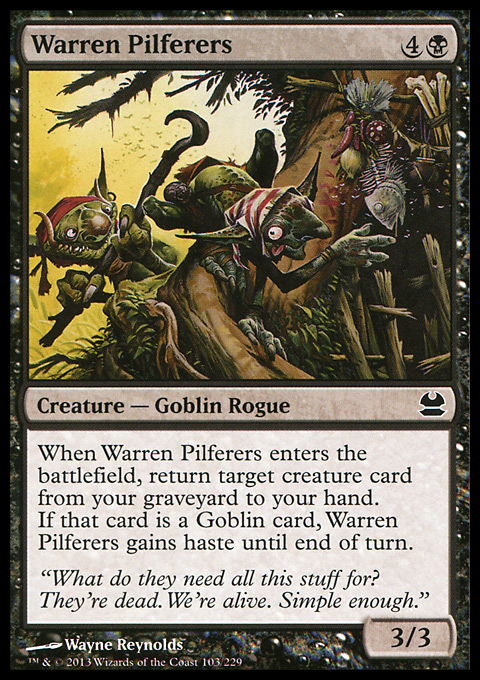 Warren Pilferers 4
Creature — Goblin Rogue
When Warren Pilferers enters the
battlefield, return target creature card
from your graveyard to your hand.
If that card is a Goblin card, Warren
Pilferers gains haste until end of turn.
“What do they need all this stuff for?
They’re dead. We’re alive. Simple enough.”
Wayne Reynolds
3/3
™ & © 2013 Wizards of the Coast 103/229